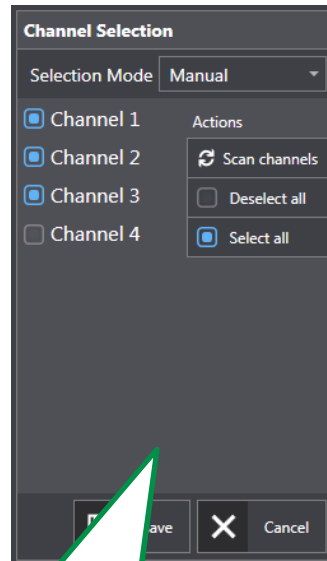 Channel Selection
Selection Mode Manual
Channel 1
Channel 2
Channel 3
Channel 4
Actions
Scan channels
Deselect all
Select all
ave
Cancel